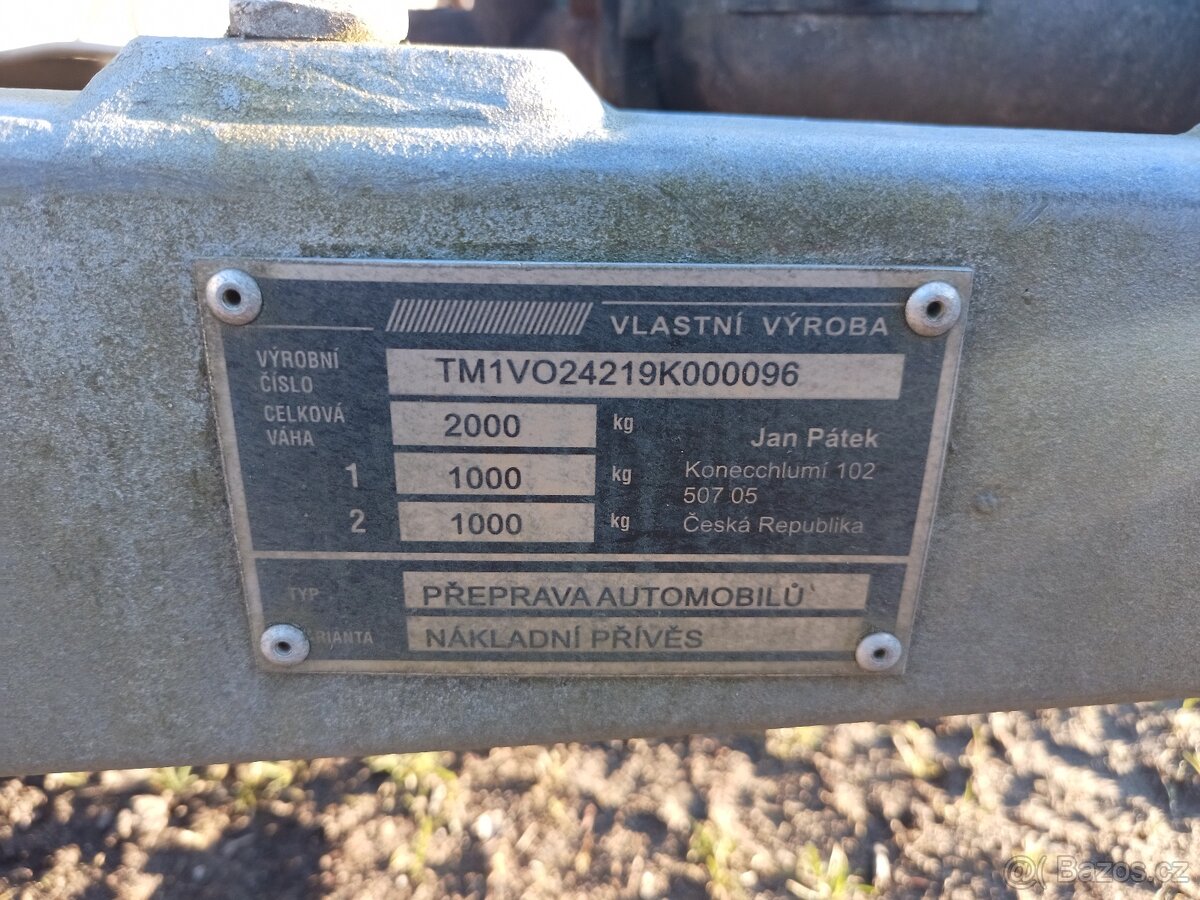 VLASTNÍ VÝROBA
VÝROBNÍ ČÍSLO TM1VO24219K000096
CELKOVÁ VÁHA 2000 kg
1 1000 kg
2 1000 kg
Jan Pátek
Konecchlumí 102
507 05
Česká Republika
TYP PŘEPRAVA AUTOMOBILŮ
NÁKLADNÍ PŘÍVĚS
Bazos.cz